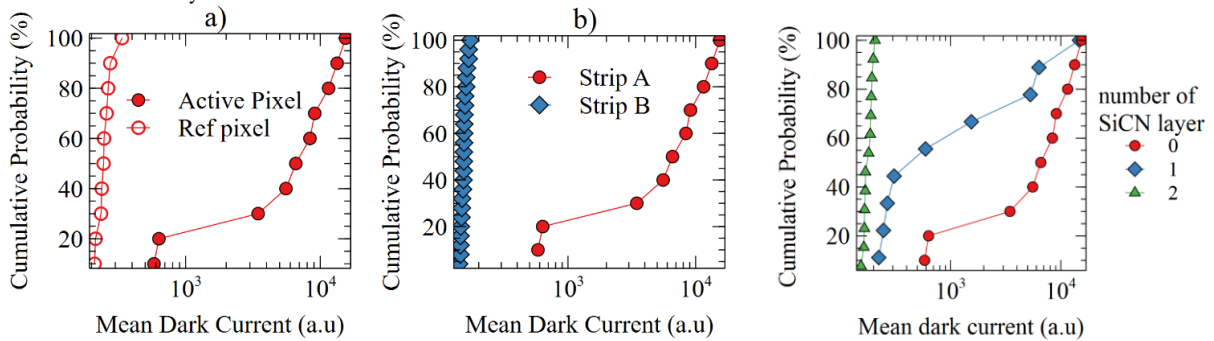 a)
Cumulative Probability (%)
100
80
60
40
20
Active Pixel
Ref pixel
10³
10⁴
Mean Dark Current (a.u)
b)
Cumulative Probability (%)
100
80
60
40
20
Strip A
Strip B
10³
10⁴
Mean Dark Current (a.u)
Cumulative Probability (%)
100
80
60
40
20
10³
10⁴
Mean dark current (a.u)
number of
SiCN layer
0
1
2